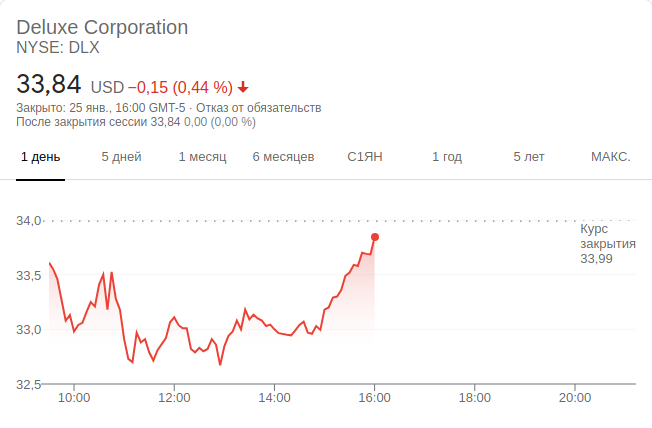 Deluxe Corporation
NYSE: DLX
33,84 USD −0,15 (0,44 %)
Закрыто: 25 янв., 16:00 GMT-5 · Отказ от обязательств
После закрытия сессии 33,84 0,00 (0,00 %)
1 день 5 дней 1 месяц 6 месяцев С1ЯН 1 год 5 лет МАКС.
34,0
Курс
закрытия
33,99
33,5
33,0
32,5
10:00 12:00 14:00 16:00 18:00 20:00